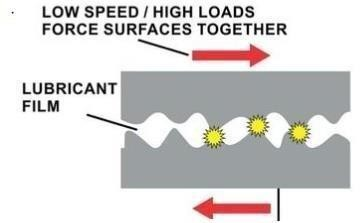 LOW SPEED / HIGH LOADS
FORCE SURFACES TOGETHER
LUBRICANT
FILM